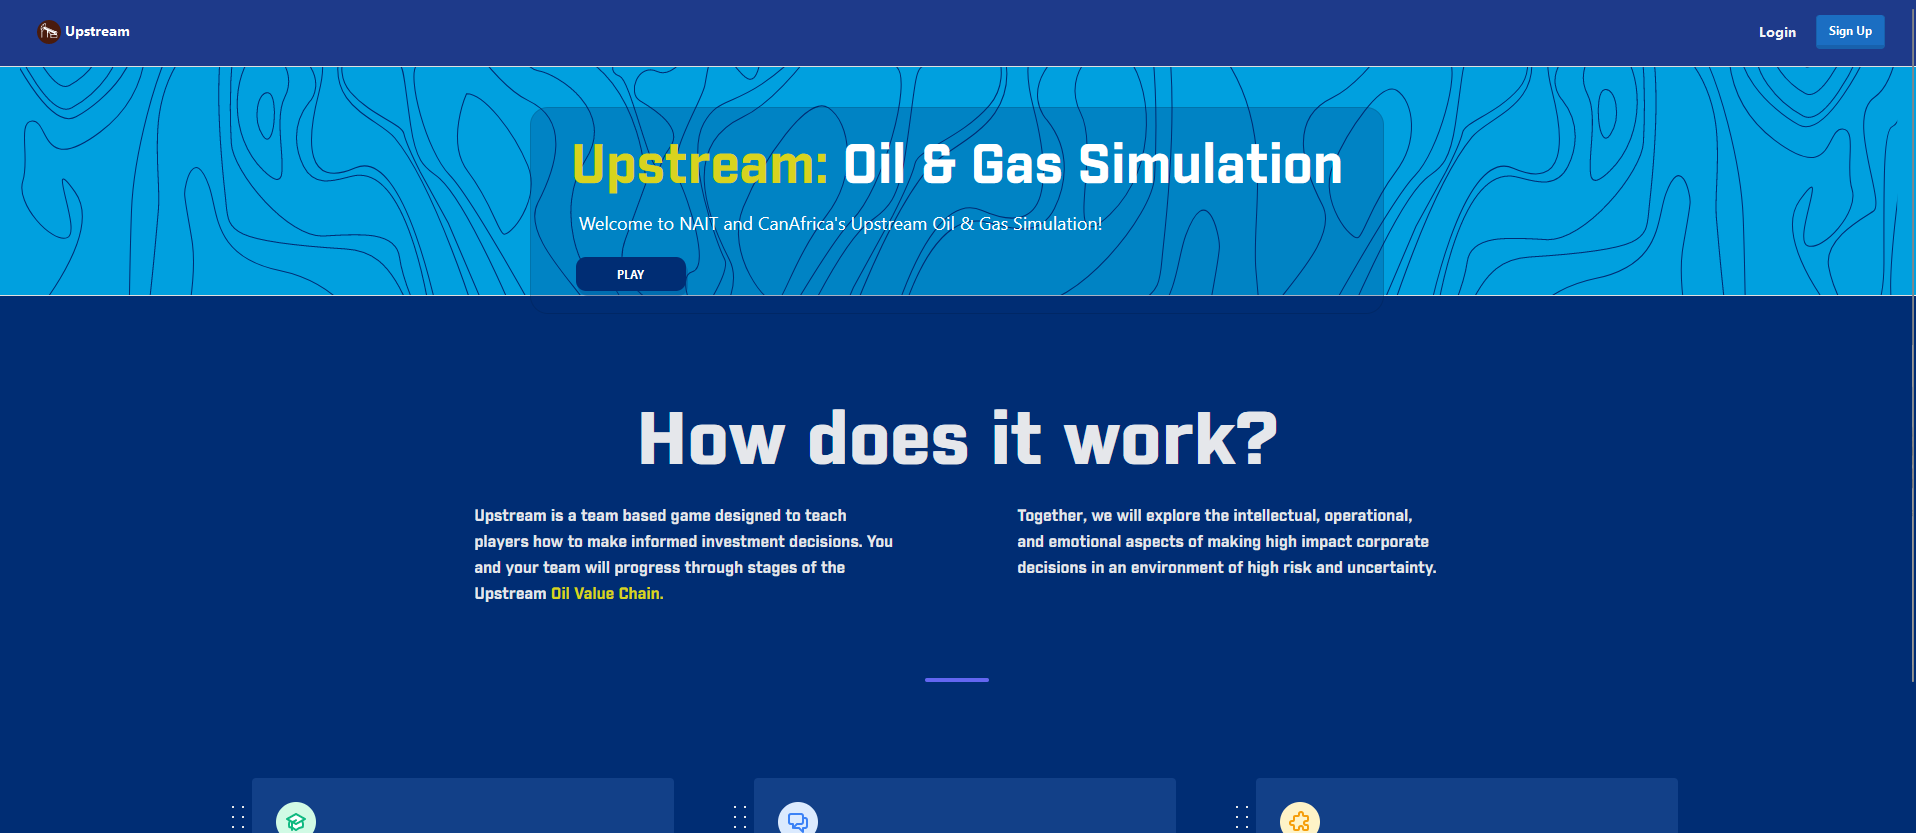 Upstream
Login
Sign Up
Upstream: Oil & Gas Simulation
Welcome to NAIT and CanAfrica's Upstream Oil & Gas Simulation!
PLAY
How does it work?
Upstream is a team based game designed to teach
players how to make informed investment decisions. You
and your team will progress through stages of the
Upstream Oil Value Chain.
Together, we will explore the intellectual, operational,
and emotional aspects of making high impact corporate
decisions in an environment of high risk and uncertainty.